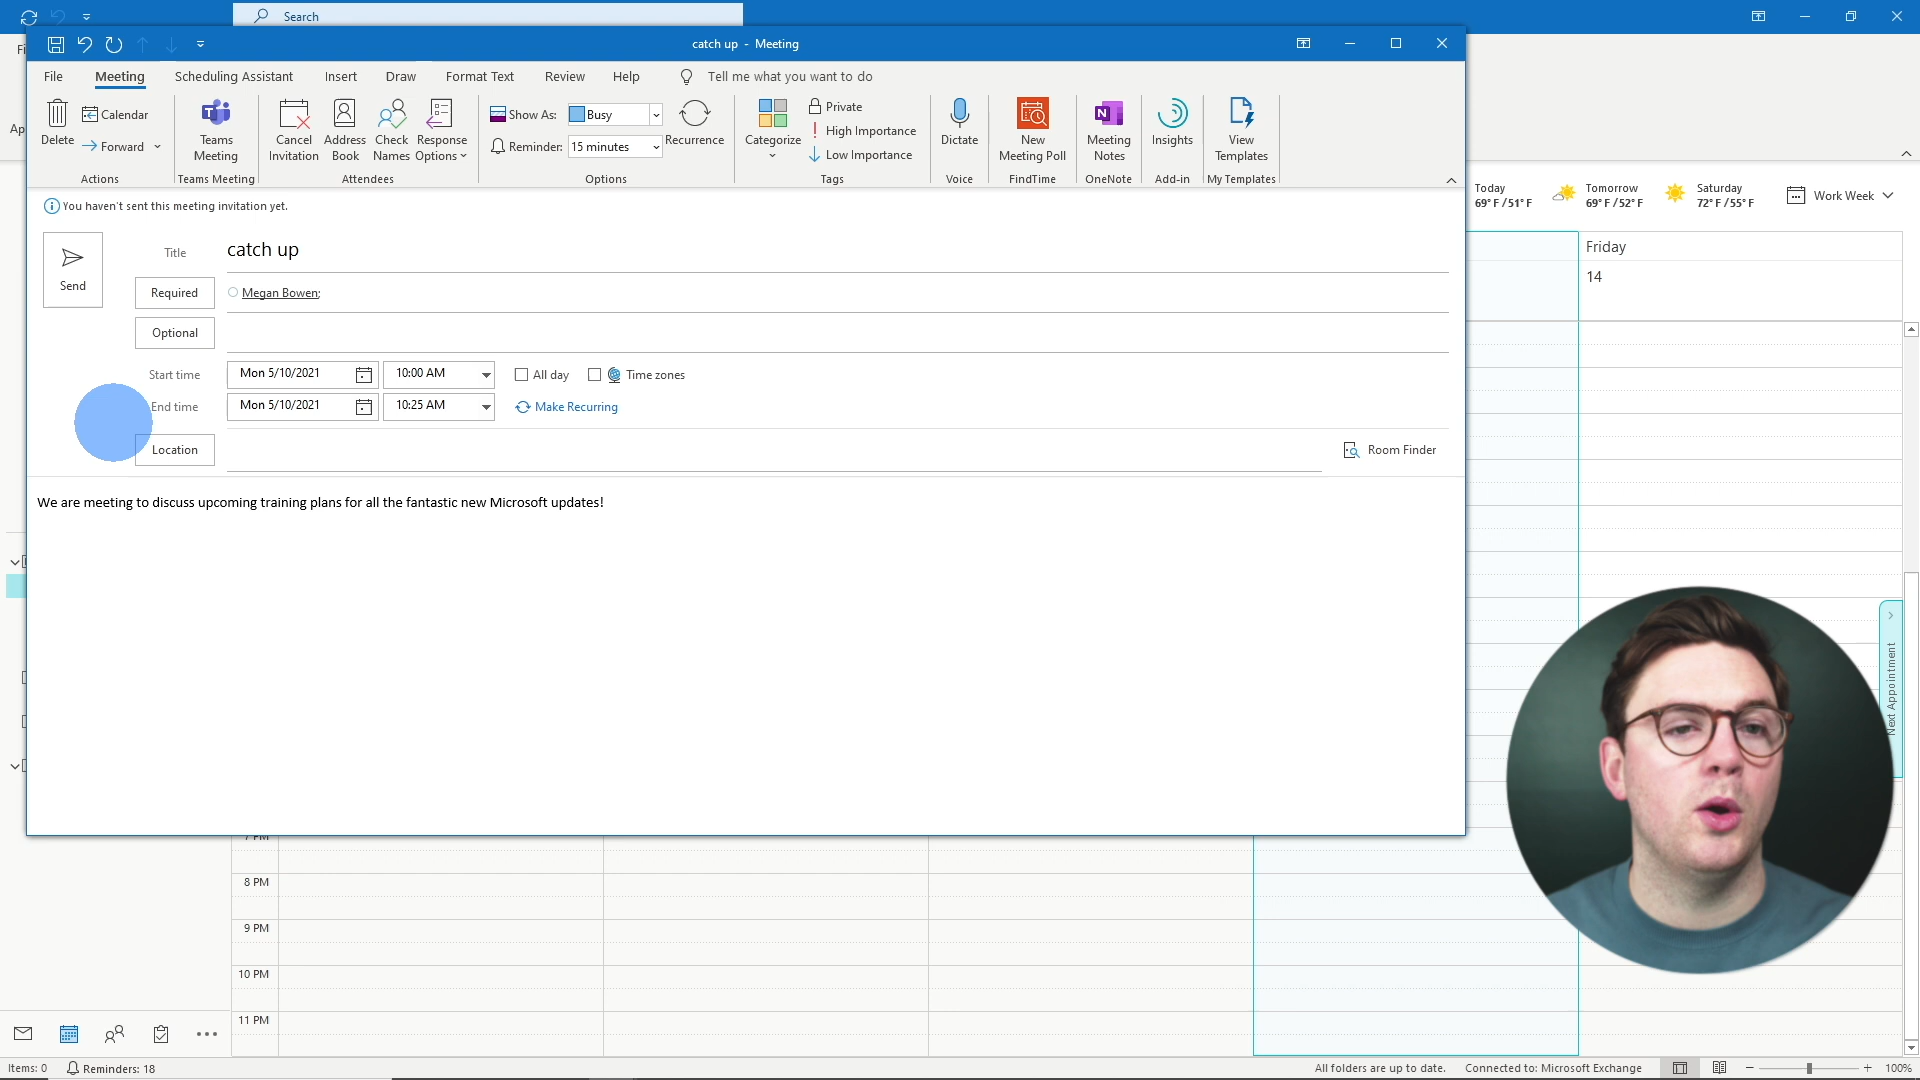 Search
catch up - Meeting
File Meeting Scheduling Assistant Insert Draw Format Text Review Help Tell me what you want to do
Delete
Calendar
Forward
Actions
Teams Meeting
Teams Meeting
Cancel Invitation
Address Book
Check Names
Response Options
Attendees
Show As: Busy
Reminder: 15 minutes
Recurrence
Options
Categorize
Private
High Importance
Low Importance
Tags
Dictate
Voice
New Meeting Poll
FindTime
Meeting Notes
OneNote
Insights
Add-in
View Templates
My Templates
You haven't sent this meeting invitation yet.
Today
69°F/51°F
Tomorrow
69°F/52°F
Saturday
72°F/55°F
Work Week
Send
Title catch up
Required Megan Bowen;
Optional
Start time Mon 5/10/2021 10:00 AM All day Time zones
End time Mon 5/10/2021 10:25 AM Make Recurring
Location Room Finder
We are meeting to discuss upcoming training plans for all the fantastic new Microsoft updates!
Friday
14
Next Appointment
7 PM
8 PM
9 PM
10 PM
11 PM
Items: 0 Reminders: 18 All folders are up to date. Connected to: Microsoft Exchange 100%